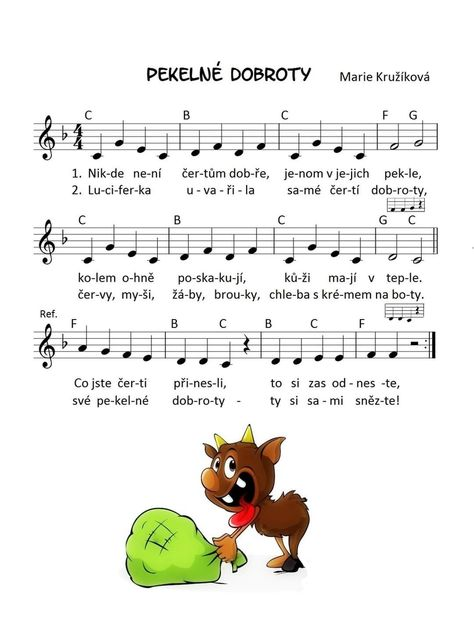 PEKELNÉ DOBROTY
Marie Kružíková
C B C F G
1. Nik-de ne-ní čer-tům dob-ře, je-nom v je-jich pek-le,
2. Lu-ci-fer-ka u - va - ři - la sa-mé čer-tí dob-ro-ty,
C B C G C
ko-lem o-hně po-ska-ku-jí, ků-ži ma-jí v tep-le.
čer-vy, my-ši, žá-by, brou-ky, chle-ba s kré-mem na bo-ty.
Ref.
F B C B C F
Co jste čer-ti při-nes-li, to si zas od-nes -te,
své pe-kel-né dob-ro-ty - ty si sa-mi sněz-te!